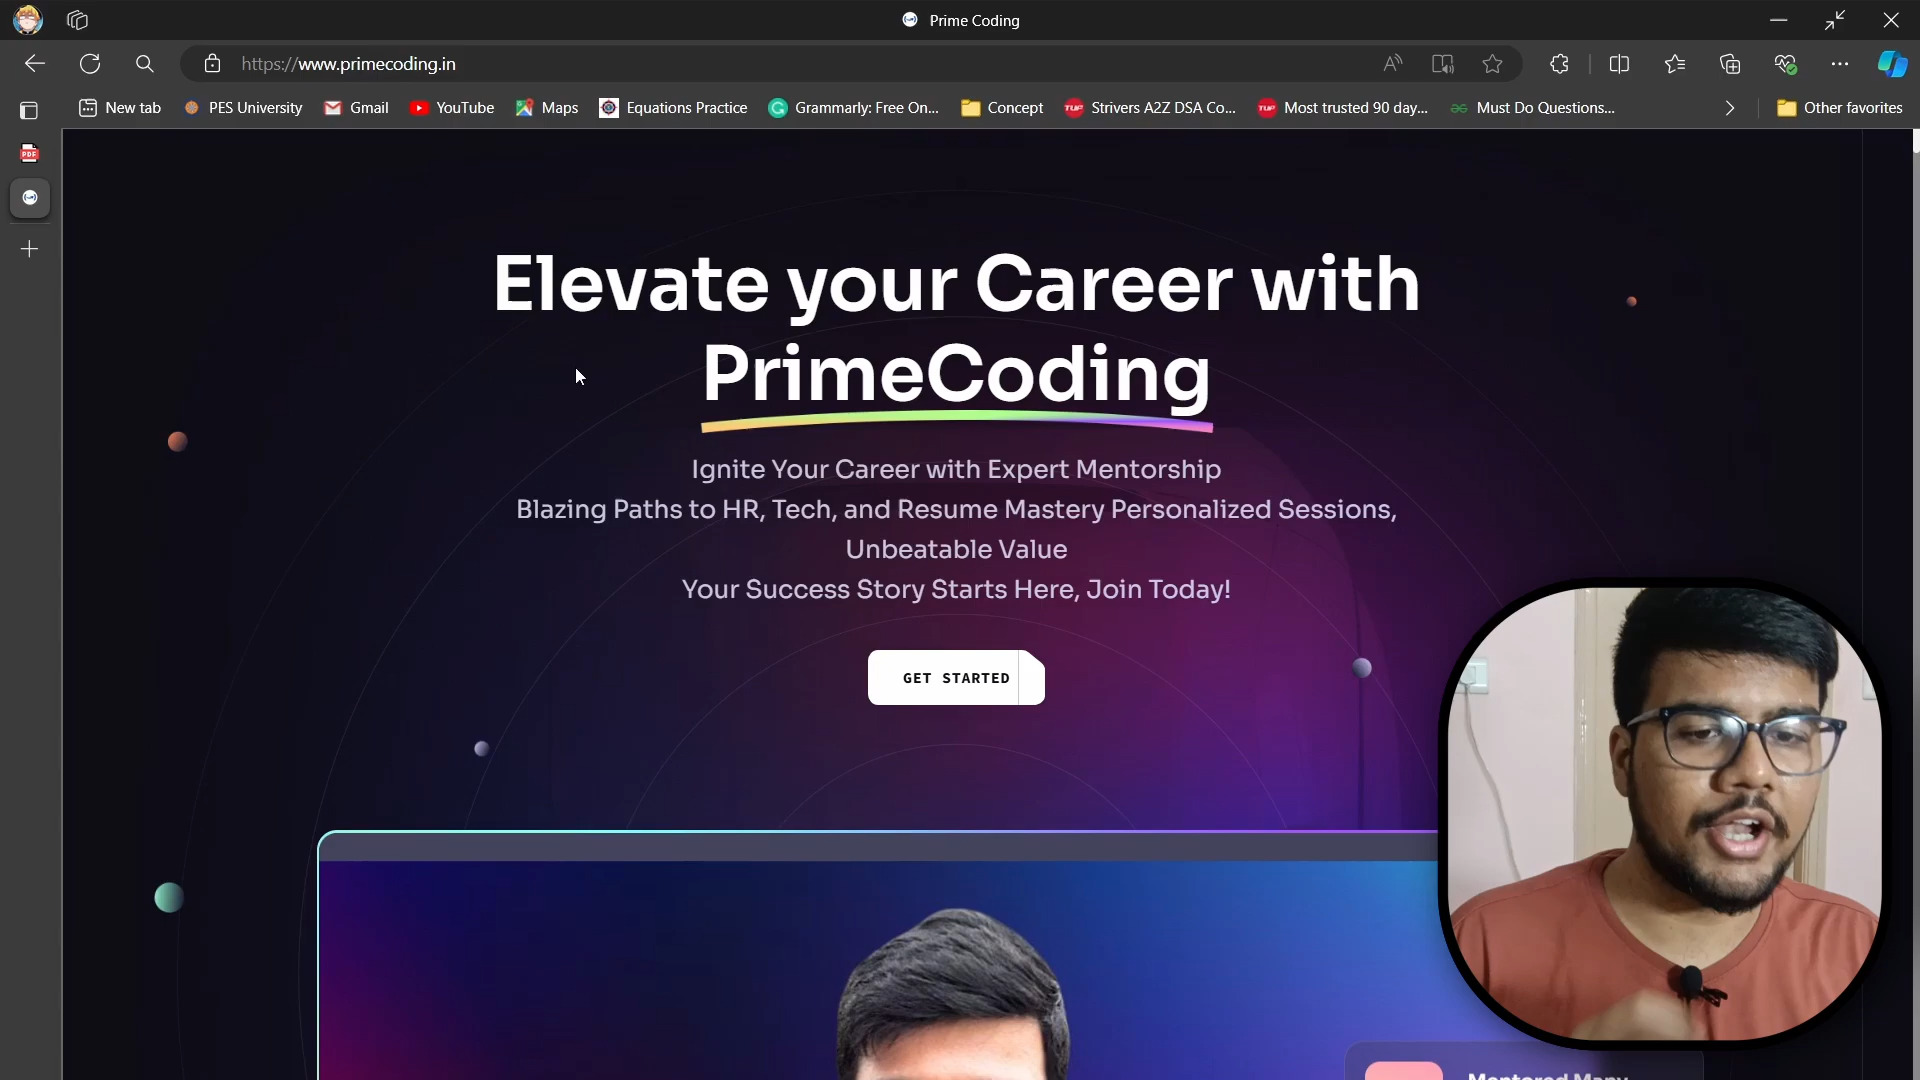 Prime Coding
https://www.primecoding.in
New tab
PES University
Gmail
YouTube
Maps
Equations Practice
Grammarly: Free On...
Concept
Strivers A2Z DSA Co...
Most trusted 90 day...
Must Do Questions...
Other favorites
PDF
Elevate your Career with
PrimeCoding
Ignite Your Career with Expert Mentorship
Blazing Paths to HR, Tech, and Resume Mastery Personalized Sessions,
Unbeatable Value
Your Success Story Starts Here, Join Today!
GET STARTED
Mentored Many